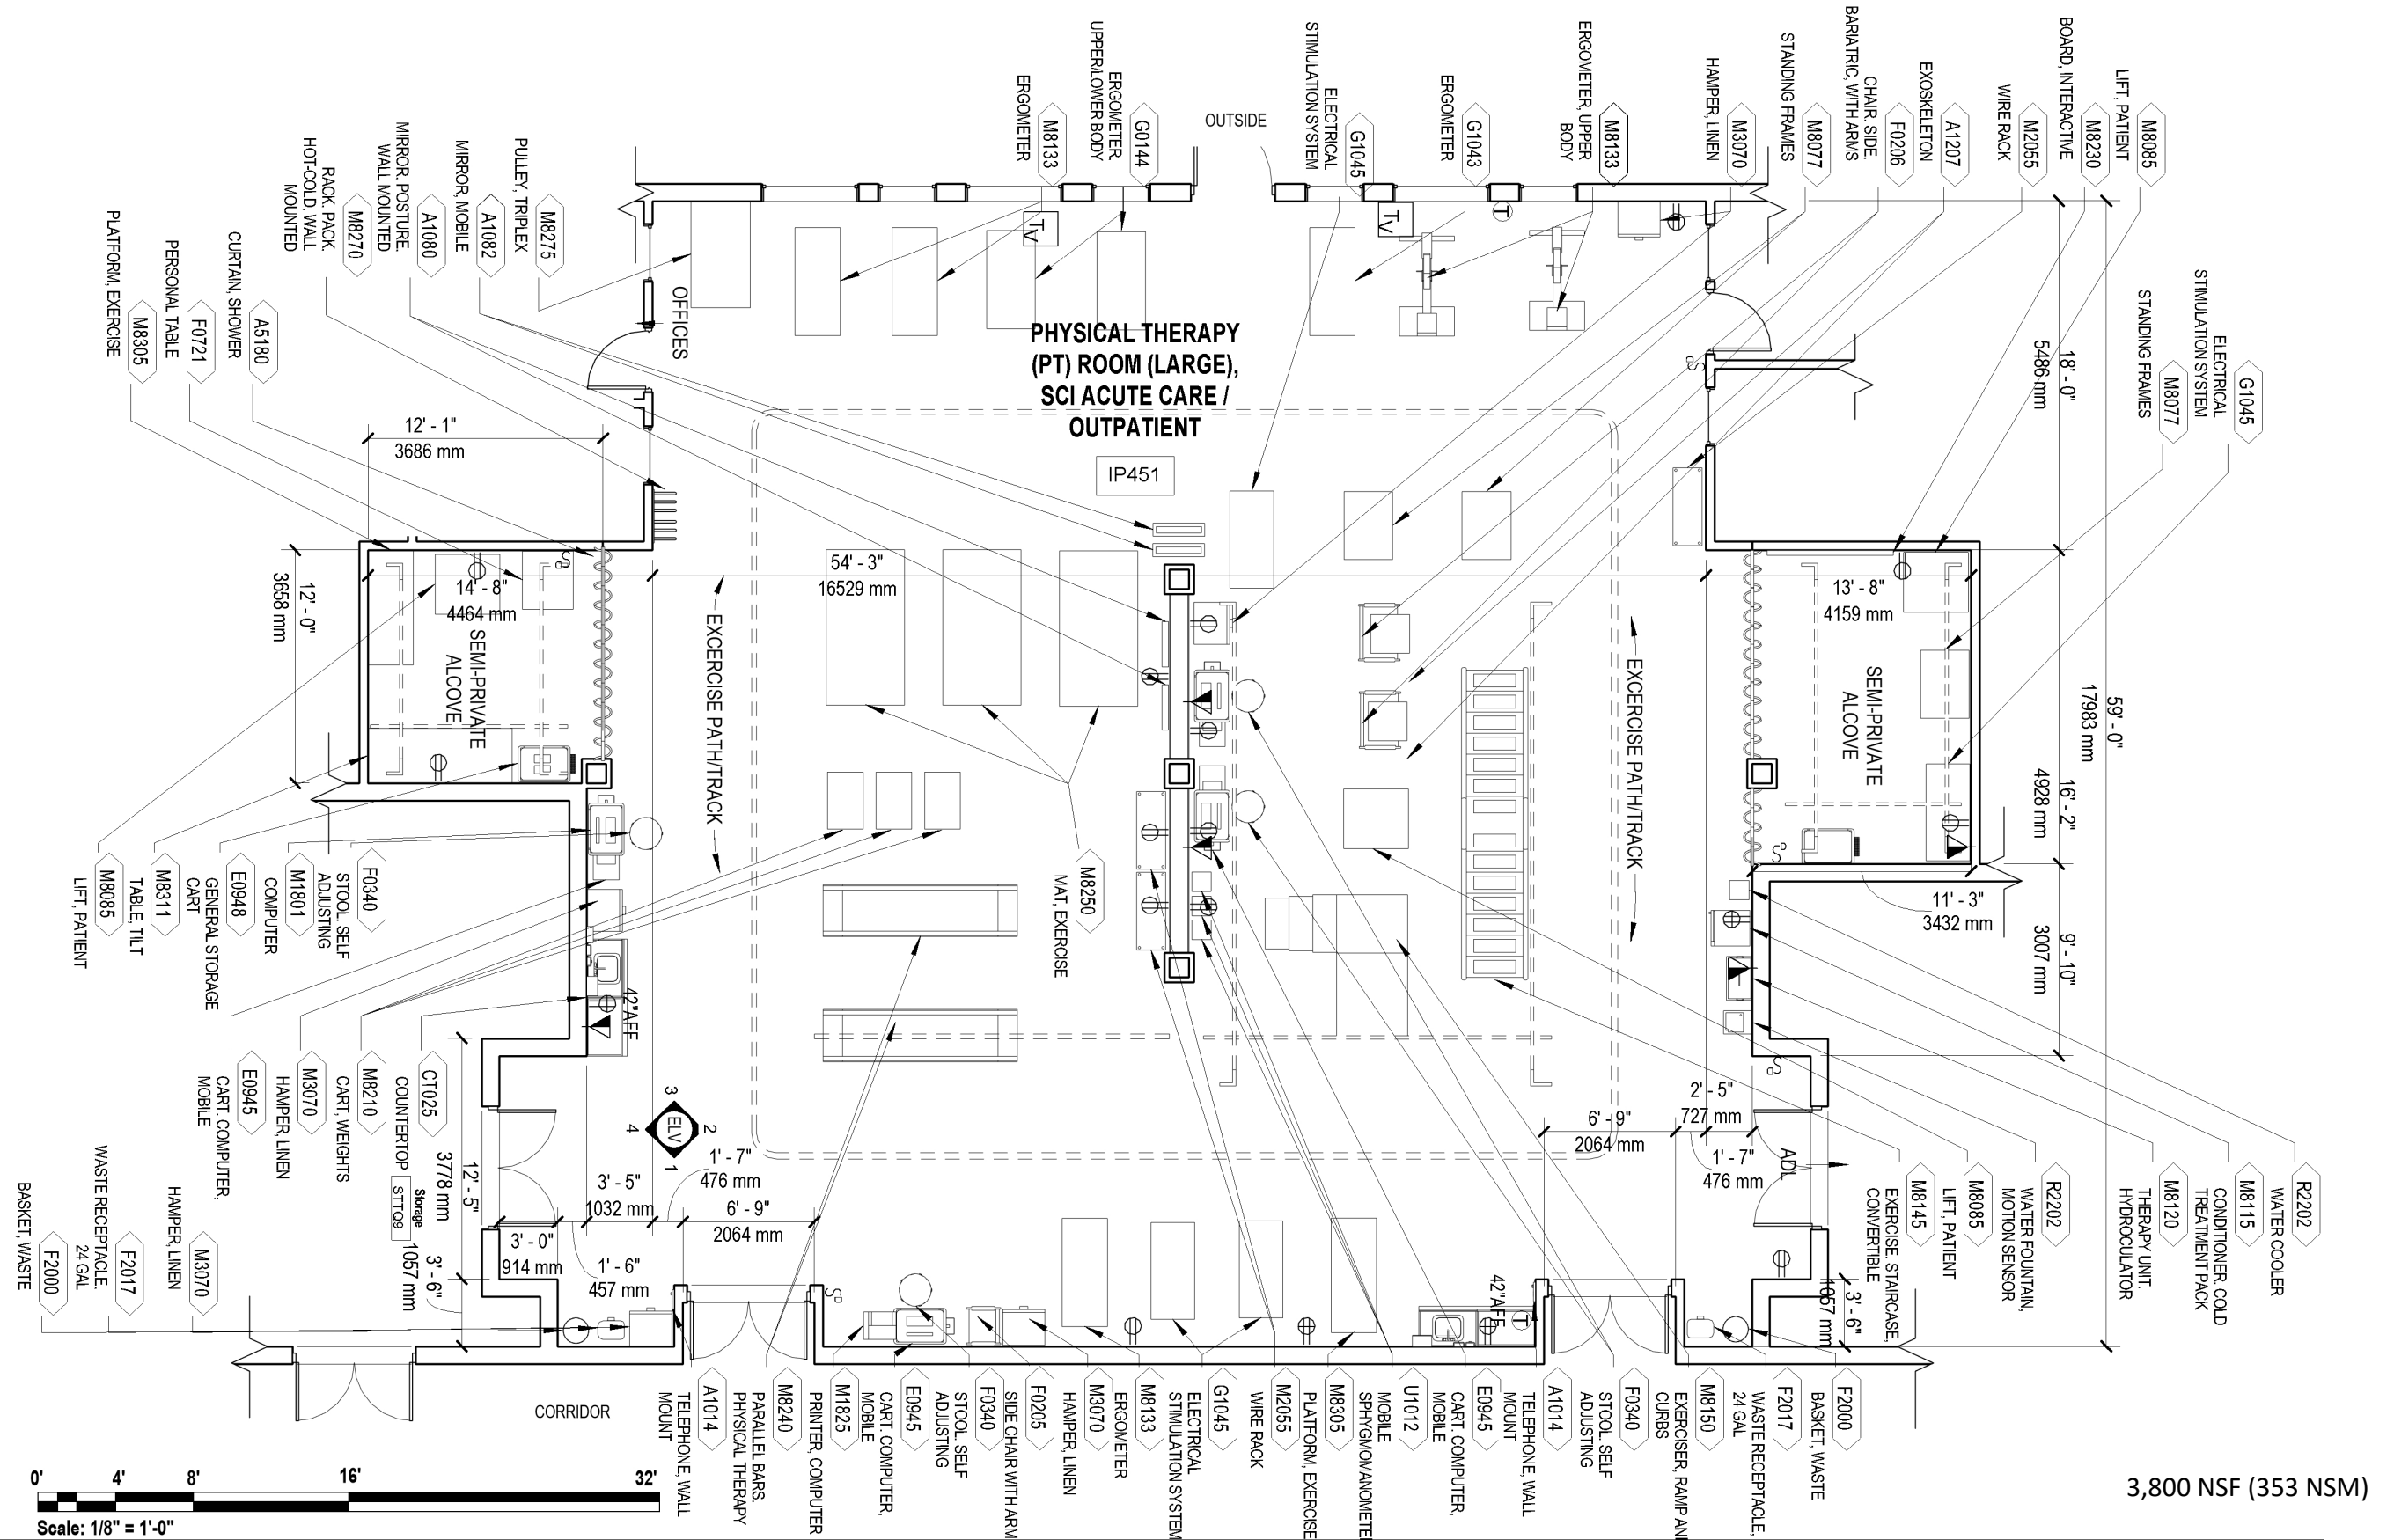 ERGOMETER
M8133
ERGOMETER.
UPPER/LOWER BODY
G0144
OUTSIDE
ELECTRICAL
STIMULATION SYSTEM
G1045
ERGOMETER
G1043
ERGOMETER, UPPER
BODY
M8133
HAMPER, LINEN
M3070
STANDING FRAMES
M8077
CHAIR. SIDE.
BARIATRIC, WITH ARMS
F0206
EXOSKELETON
A1207
WIRE RACK
M2055
BOARD, INTERACTIVE
M8230
LIFT, PATIENT
M8085
PLATFORM, EXERCISE
M8305
PERSONAL TABLE
F0721
CURTAIN, SHOWER
A5180
RACK. PACK.
HOT-COLD. WALL
MOUNTED
M8270
MIRROR. POSTURE.
WALL MOUNTED
A1080
MIRROR, MOBILE
A1082
PULLEY, TRIPLEX
M8275
OFFICES
TV
TV
T
PHYSICAL THERAPY
(PT) ROOM (LARGE),
SCI ACUTE CARE /
OUTPATIENT
IP451
STANDING FRAMES
M8077
ELECTRICAL
STIMULATION SYSTEM
G1045
18' - 0"
5486 mm
12' - 1"
3686 mm
12' - 0"
3658 mm
14' - 8"
4464 mm
54' - 3"
16529 mm
13' - 8"
4159 mm
SEMI-PRIVATE
ALCOVE
EXCERCISE PATH/TRACK
EXCERCISE PATH/TRACK
SEMI-PRIVATE
ALCOVE
59' - 0"
17983 mm
16' - 2"
4928 mm
11' - 3"
3432 mm
9' - 10"
3007 mm
LIFT, PATIENT
M8085
TABLE, TILT
M8311
GENERAL STORAGE
CART
E0948
COMPUTER
M1801
STOOL. SELF
ADJUSTING
F0340
M8250
MAT, EXERCISE
42"AFF
CART. COMPUTER,
MOBILE
E0945
HAMPER, LINEN
M3070
CART, WEIGHTS
M8210
COUNTERTOP
CT025
3
4
ELV
2
1
6' - 9"
2064 mm
2' - 5"
727 mm
1' - 7"
476 mm
ADL
EXERCISE. STAIRCASE,
CONVERTIBLE
M8145
LIFT, PATIENT
M8085
WATER FOUNTAIN,
MOTION SENSOR
R2202
THERAPY UNIT.
HYDROCULATOR
M8120
CONDITIONER. COLD
TREATMENT PACK
M8115
WATER COOLER
R2202
BASKET, WASTE
F2000
WASTE RECEPTACLE.
24 GAL
F2017
HAMPER, LINEN
M3070
Storage
STTQ9
12' - 5"
3778 mm
3' - 6"
1057 mm
3' - 0"
914 mm
3' - 5"
1032 mm
1' - 6"
457 mm
1' - 7"
476 mm
6' - 9"
2064 mm
42"AFF
T
3' - 6"
1057 mm
CORRIDOR
TELEPHONE, WALL
MOUNT
A1014
PARALLEL BARS.
PHYSICAL THERAPY
M8240
PRINTER, COMPUTER
M1825
CART. COMPUTER,
MOBILE
E0945
STOOL. SELF
ADJUSTING
F0340
SIDE CHAIR WITH ARM
F0205
HAMPER, LINEN
M3070
ERGOMETER
M8133
ELECTRICAL
STIMULATION SYSTEM
G1045
WIRE RACK
M2055
PLATFORM, EXERCISE
M8305
MOBILE
SPHYGMOMANOMETE
U1012
CART. COMPUTER,
MOBILE
E0945
TELEPHONE, WALL
MOUNT
A1014
STOOL. SELF
ADJUSTING
F0340
EXERCISER, RAMP AN
CURBS
M8150
WASTE RECEPTACLE,
24 GAL
F2017
BASKET, WASTE
F2000
0' 4' 8' 16' 32'
Scale: 1/8" = 1'-0"
3,800 NSF (353 NSM)